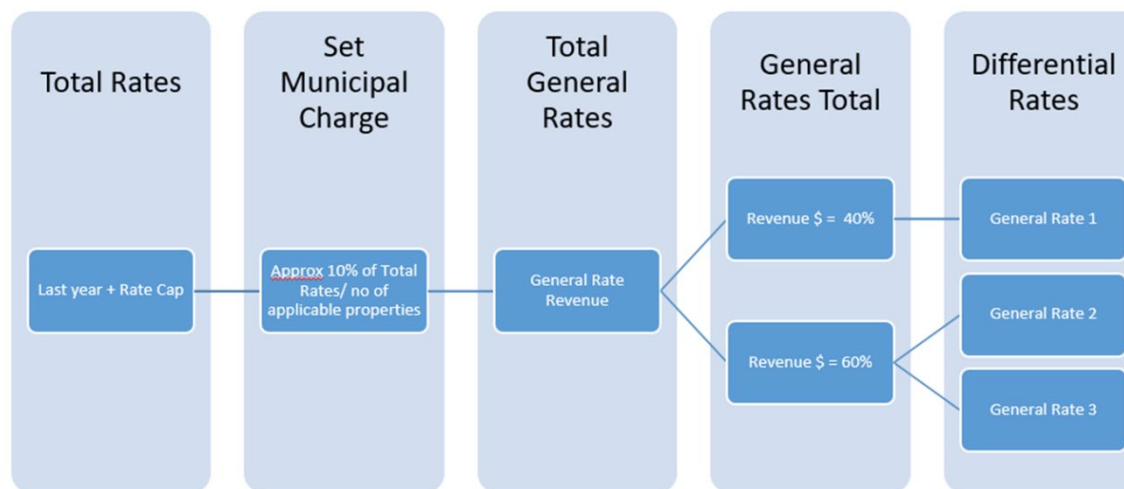 Total Rates
Set
Municipal
Charge
Total
General
Rates
General
Rates Total
Differential
Rates
Last year + Rate Cap
Approx 10% of Total
Rates/ no of
applicable properties
General Rate
Revenue
Revenue $ =  40%
Revenue $ = 60%
General Rate 1
General Rate 2
General Rate 3